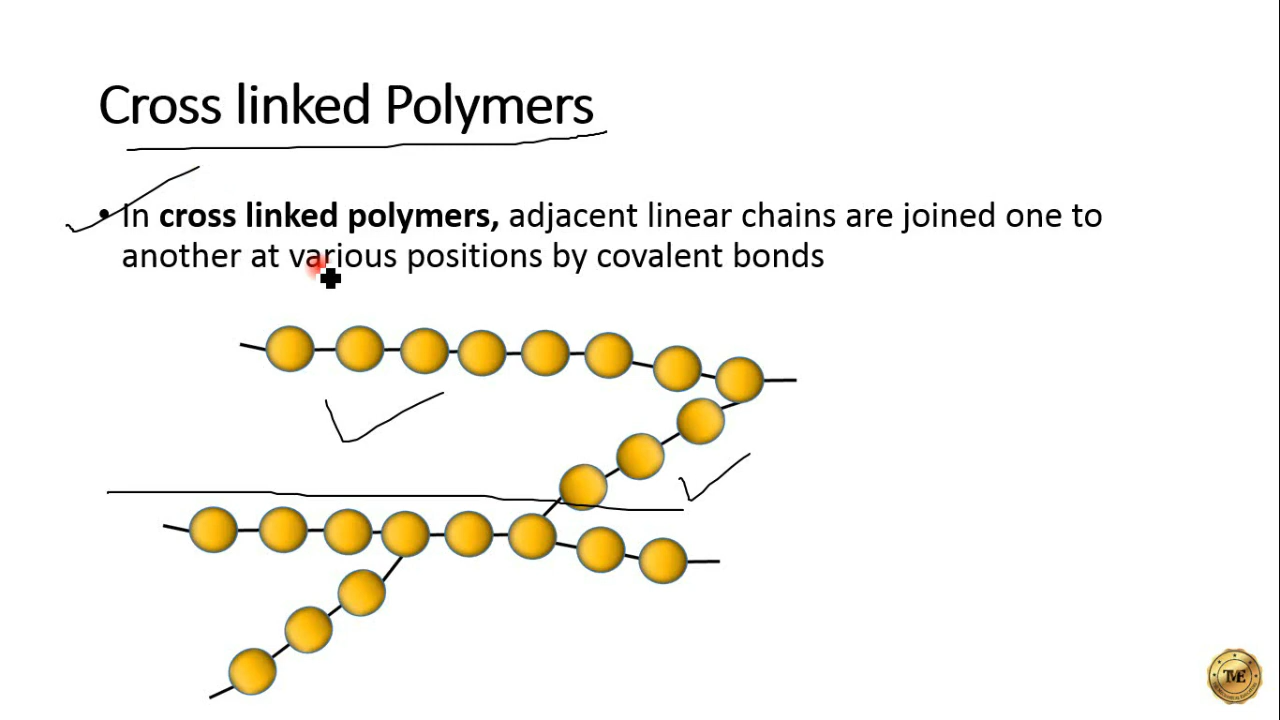 Cross linked Polymers
• In cross linked polymers, adjacent linear chains are joined one to
another at various positions by covalent bonds
TME